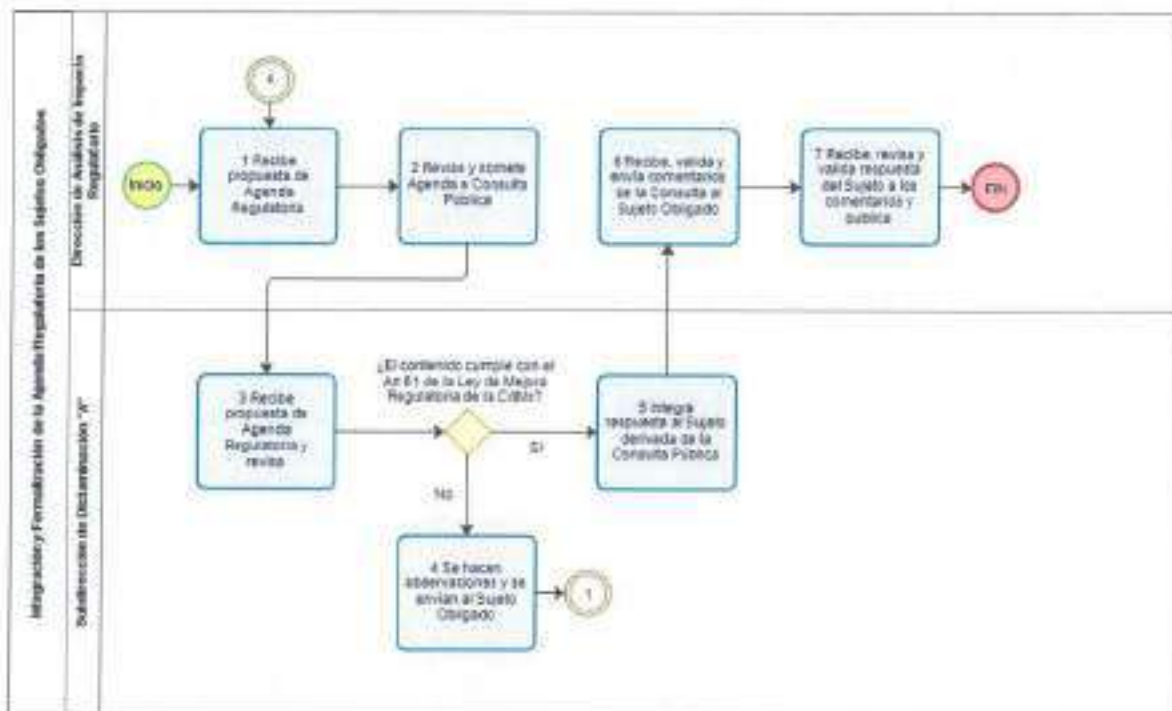 Integración y Formalización de la Agenda Regulatoria de los Sujetos Obligados
Dirección de Análisis de Impacto
Regulatorio
Subdirección de Dictaminación "A"
4
INICIO
1 Recibe
propuesta de
Agenda
Regulatoria
2 Revisa y somete
Agenda a Consulta
Pública
6 Recibe, valida y
envía comentarios
de la Consulta al
Sujeto Obligado
7 Recibe, revisa y
valida respuesta
del Sujeto a los
comentarios y
publica
FIN
3 Recibe
propuesta de
Agenda
Regulatoria y
revisa
¿El contenido cumple con el
Art 61 de la Ley de Mejora
Regulatoria de la CDMX?
Sí
No
5 Integra
respuesta al Sujeto
derivada de la
Consulta Pública
4 Se hacen
observaciones y se
envían al Sujeto
Obligado
1